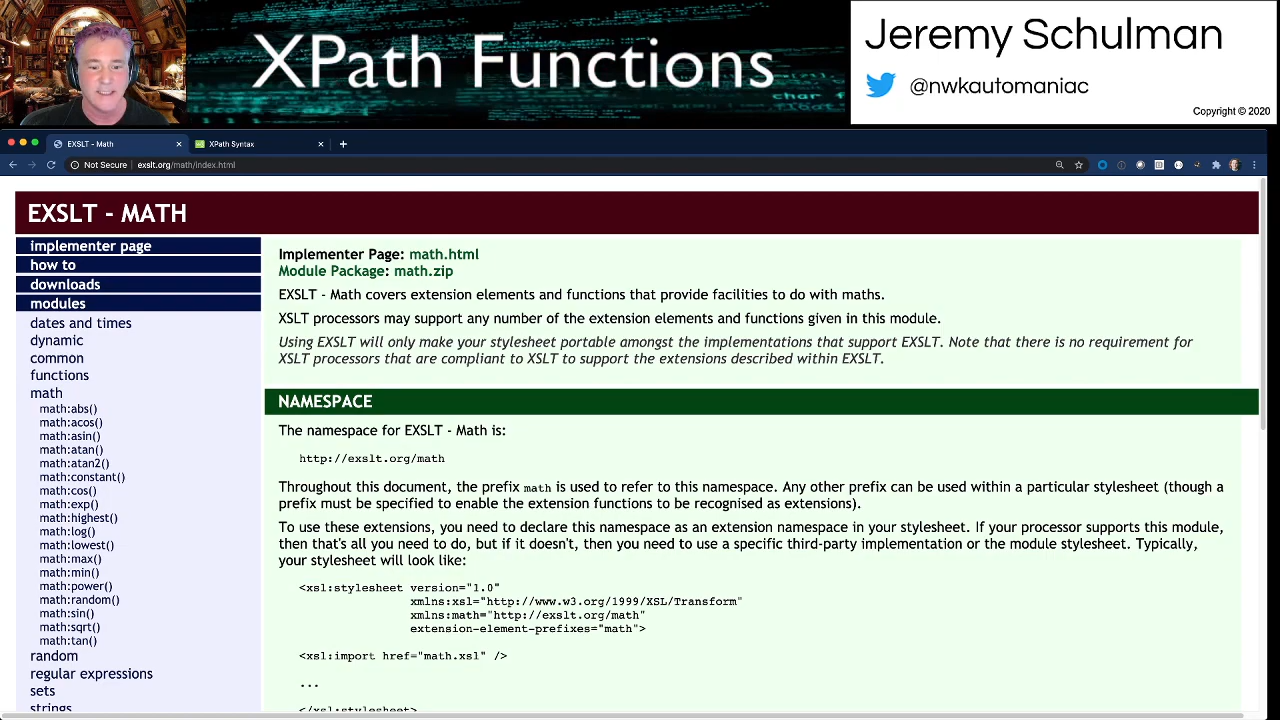 XPath Functions
char
float
Jeremy Schulman
@nwkautomaniac
Copyright © 2020
EXSLT - Math
XPath Syntax
Not Secure | exslt.org/math/index.html
EXSLT - MATH
implementer page
how to
downloads
modules
dates and times
dynamic
common
functions
math
math:abs()
math:acos()
math:asin()
math:atan()
math:atan2()
math:constant()
math:cos()
math:exp()
math:highest()
math:log()
math:lowest()
math:max()
math:min()
math:power()
math:random()
math:sin()
math:sqrt()
math:tan()
random
regular expressions
sets
strings
Implementer Page: math.html
Module Package: math.zip
EXSLT - Math covers extension elements and functions that provide facilities to do with maths.
XSLT processors may support any number of the extension elements and functions given in this module.
Using EXSLT will only make your stylesheet portable amongst the implementations that support EXSLT. Note that there is no requirement for
XSLT processors that are compliant to XSLT to support the extensions described within EXSLT.
NAMESPACE
The namespace for EXSLT - Math is:
http://exslt.org/math
Throughout this document, the prefix math is used to refer to this namespace. Any other prefix can be used within a particular stylesheet (though a
prefix must be specified to enable the extension functions to be recognised as extensions).
To use these extensions, you need to declare this namespace as an extension namespace in your stylesheet. If your processor supports this module,
then that's all you need to do, but if it doesn't, then you need to use a specific third-party implementation or the module stylesheet. Typically,
your stylesheet will look like:
<xsl:stylesheet version="1.0"
xmlns:xsl="http://www.w3.org/1999/XSL/Transform"
xmlns:math="http://exslt.org/math"
extension-element-prefixes="math">
<xsl:import href="math.xsl" />
...
</xsl:stylesheet>